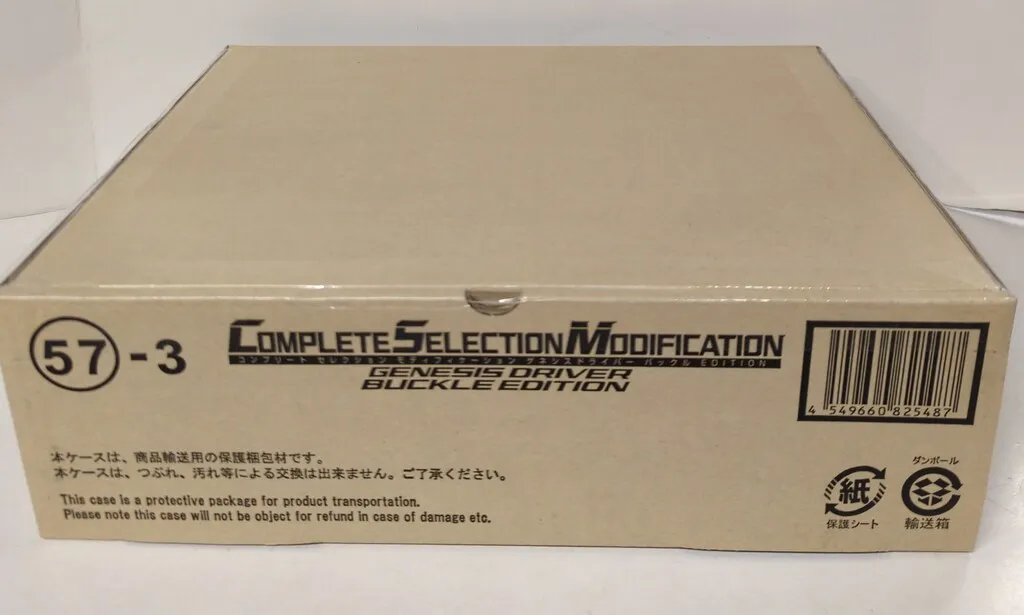 57-3
COMPLETE SELECTION MODIFICATION
コンプリート セレクション モディフィケーション ゲネシスドライバー バックル EDITION
GENESIS DRIVER
BUCKLE EDITION
4 549660 825487
本ケースは、商品輸送用の保護梱包材です。
本ケースは、つぶれ、汚れ等による交換は出来ません。ご了承ください。
This case is a protective package for product transportation.
Please note this case will not be object for refund in case of damage etc.
紙
保護シート
ダンボール
輸送箱